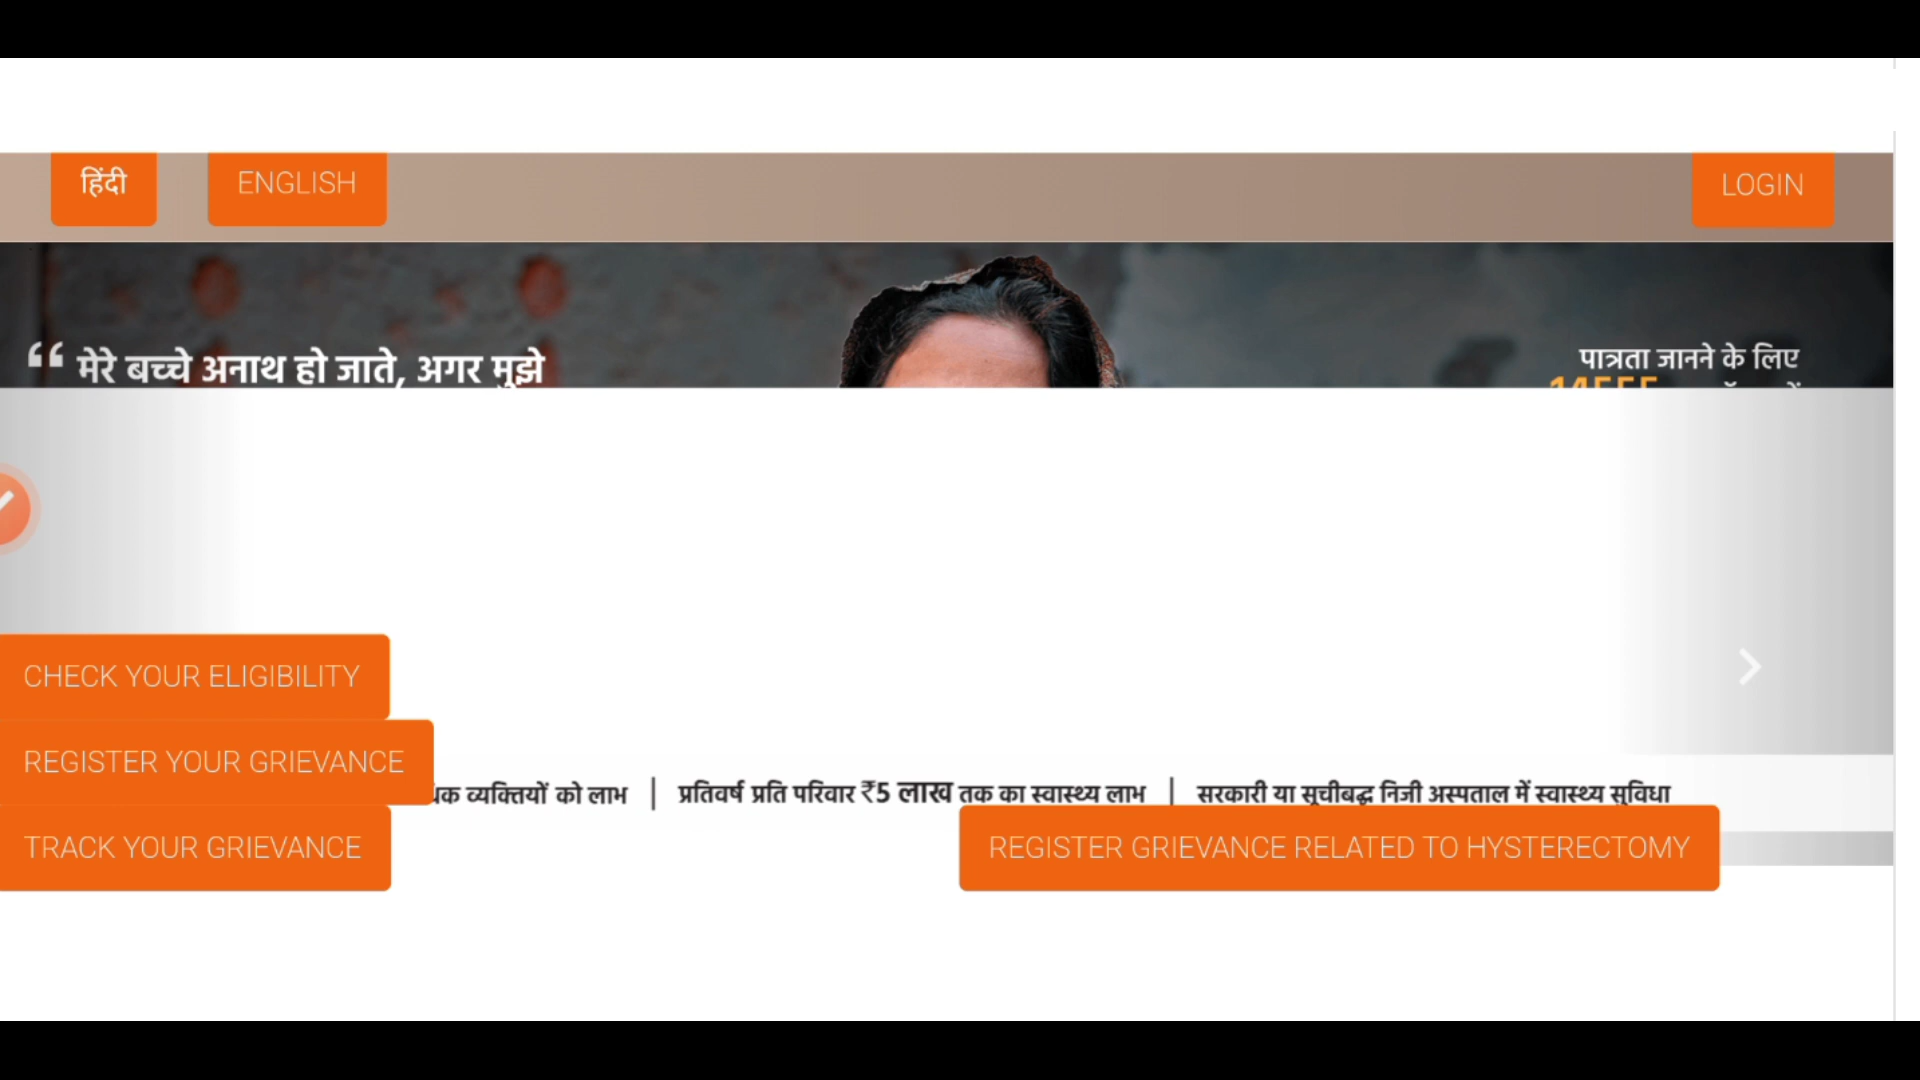 हिंदी
ENGLISH
LOGIN
“ मेरे बच्चे अनाथ हो जाते, अगर मुझे
पात्रता जानने के लिए
14555
CHECK YOUR ELIGIBILITY
REGISTER YOUR GRIEVANCE
व्यक्तियों को लाभ | प्रतिवर्ष प्रति परिवार ₹5 लाख तक का स्वास्थ्य लाभ | सरकारी या सूचीबद्ध निजी अस्पताल में स्वास्थ्य सुविधा
TRACK YOUR GRIEVANCE
REGISTER GRIEVANCE RELATED TO HYSTERECTOMY